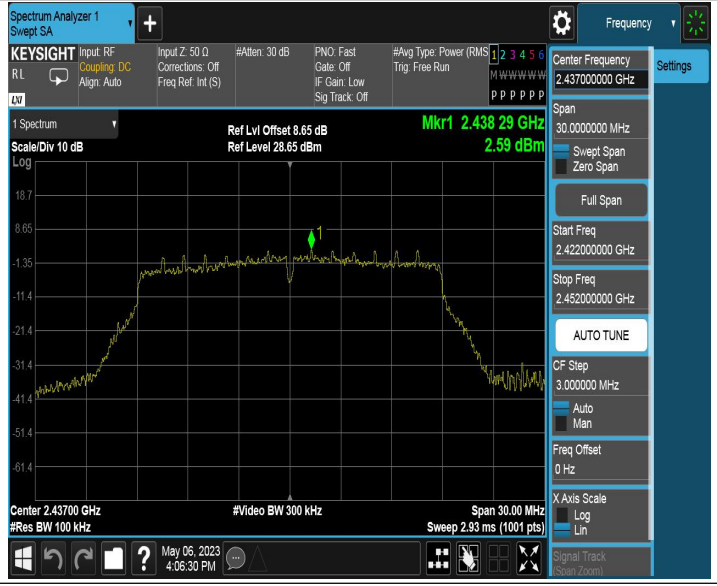 Spectrum Analyzer 1
Swept SA
Frequency
KEYSIGHT
R L
LXI
Input: RF
Coupling: DC
Align: Auto
Input Z: 50 Ω
Corrections: Off
Freq Ref: Int (S)
#Atten: 30 dB
PNO: Fast
Gate: Off
IF Gain: Low
Sig Track: Off
#Avg Type: Power (RMS
Trig: Free Run
1 2 3 4 5 6
M W W W W W
P P P P P P
Center Frequency
2.437000000 GHz
Settings
Span
30.0000000 MHz
Swept Span
Zero Span
Full Span
Start Freq
2.422000000 GHz
Stop Freq
2.452000000 GHz
AUTO TUNE
CF Step
3.000000 MHz
Auto
Man
Freq Offset
0 Hz
X Axis Scale
Log
Lin
Signal Track
(Span Zoom)
1 Spectrum
Scale/Div 10 dB
Log
Ref Lvl Offset 8.65 dB
Ref Level 28.65 dBm
Mkr1 2.438 29 GHz
2.59 dBm
18.7
8.65
-1.35
-11.4
-21.4
-31.4
-41.4
-51.4
-61.4
1
Center 2.43700 GHz
#Res BW 100 kHz
#Video BW 300 kHz
Span 30.00 MHz
Sweep 2.93 ms (1001 pts)
?
May 06, 2023
4:06:30 PM